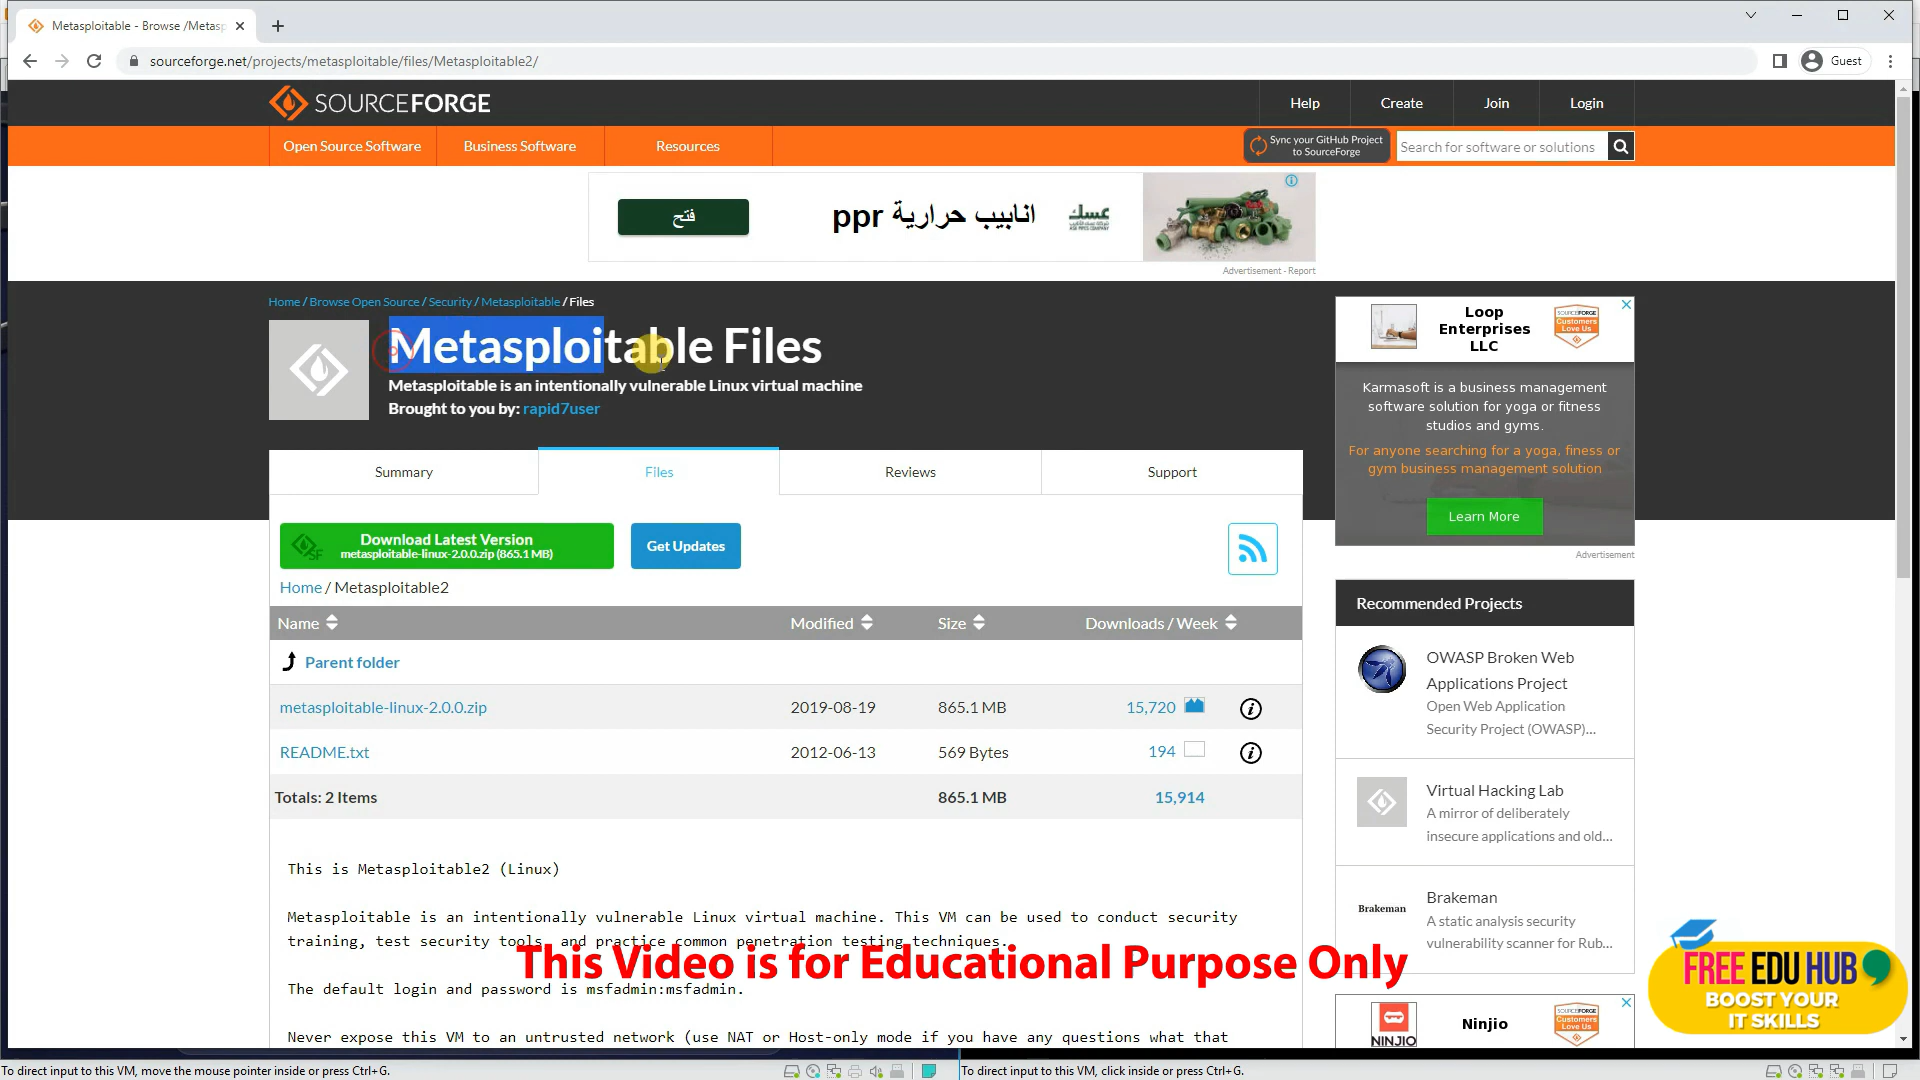 Metasploitable - Browse /Metasp
sourceforge.net/projects/metasploitable/files/Metasploitable2/
Guest
SOURCEFORGE
Help
Create
Join
Login
Open Source Software
Business Software
Resources
Sync your GitHub Project
to SourceForge
Search for software or solutions
فتح
انابيب حرارية ppr
عسك
Advertisement - Report
Home / Browse Open Source / Security / Metasploitable / Files
Metasploitable Files
Metasploitable is an intentionally vulnerable Linux virtual machine
Brought to you by: rapid7user
Loop
Enterprises
LLC
SOURCEFORGE
Customers
Love Us
Karmasoft is a business management
software solution for yoga or fitness
studios and gyms.
For anyone searching for a yoga, finess or
gym business management solution
Learn More
Advertisement
Summary
Files
Reviews
Support
SF
Download Latest Version
metasploitable-linux-2.0.0.zip (865.1 MB)
Get Updates
Home / Metasploitable2
Name
Modified
Size
Downloads / Week
Parent folder
metasploitable-linux-2.0.0.zip
2019-08-19
865.1 MB
15,720
README.txt
2012-06-13
569 Bytes
194
Totals: 2 Items
865.1 MB
15,914
This is Metasploitable2 (Linux)
Metasploitable is an intentionally vulnerable Linux virtual machine. This VM can be used to conduct security
training, test security tools, and practice common penetration testing techniques.
The default login and password is msfadmin:msfadmin.
Never expose this VM to an untrusted network (use NAT or Host-only mode if you have any questions what that
Recommended Projects
OWASP Broken Web
Applications Project
Open Web Application
Security Project (OWASP)...
Virtual Hacking Lab
A mirror of deliberately
insecure applications and old...
Brakeman
Brakeman
A static analysis security
vulnerability scanner for Rub...
NINJIO
Ninjio
SOURCEFORGE
Customers
Love Us
This Video is for Educational Purpose Only
FREE EDU HUB
BOOST YOUR
IT SKILLS
To direct input to this VM, move the mouse pointer inside or press Ctrl+G.
To direct input to this VM, click inside or press Ctrl+G.